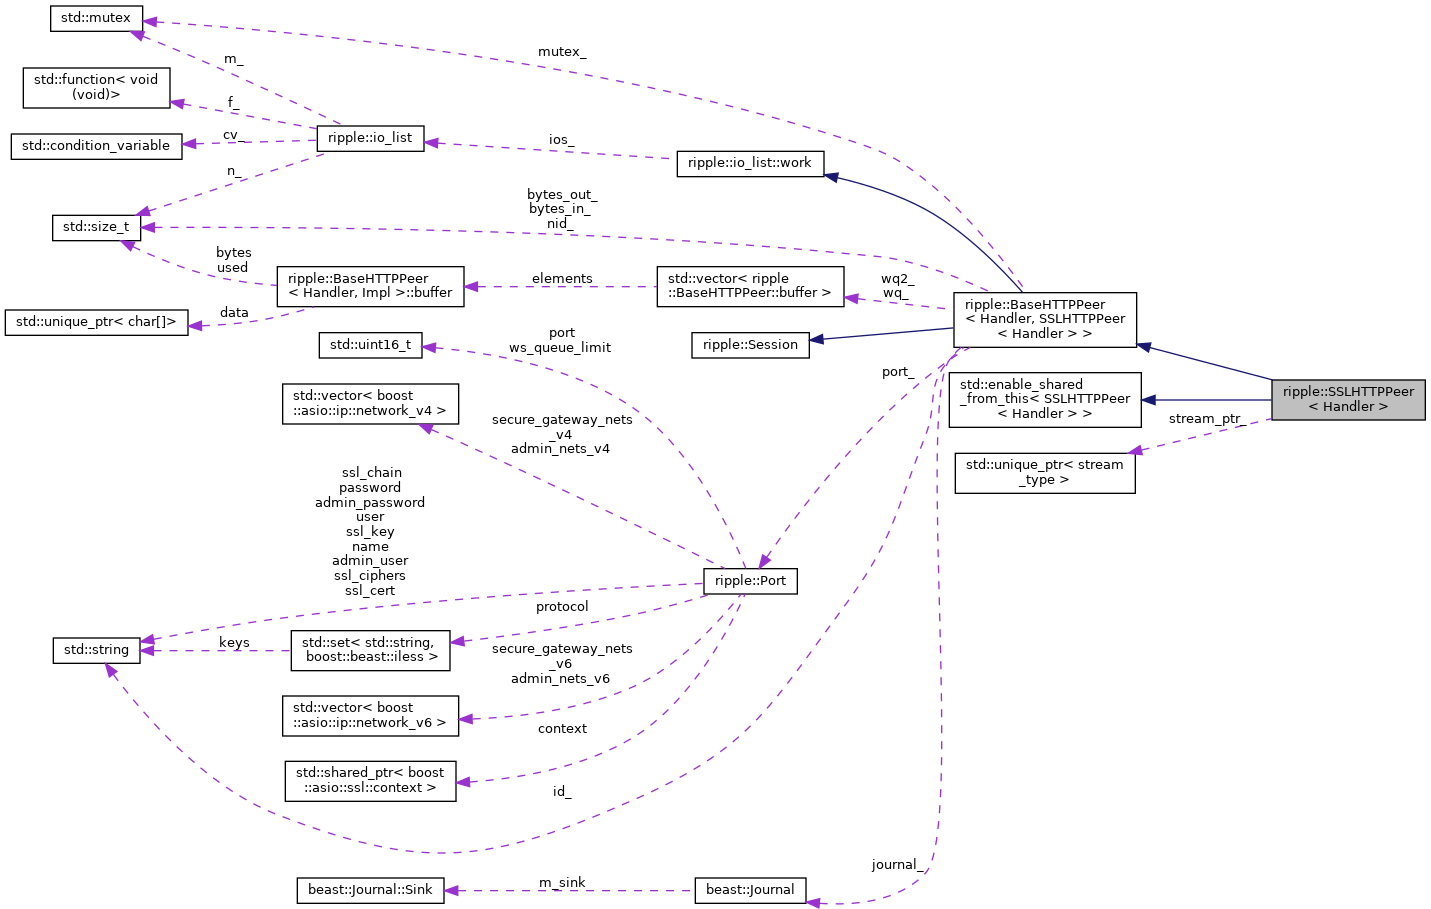 std::mutex
mutex_
m_
std::function< void
(void)>
f_
ripple::io_list
cv_
std::condition_variable
ios_
ripple::io_list::work
n_
bytes_out_
bytes_in_
nid_
std::size_t
bytes
used
ripple::BaseHTTPPeer
< Handler, Impl >::buffer
elements
std::vector< ripple
::BaseHTTPPeer::buffer >
wq2_
wq_
ripple::BaseHTTPPeer
< Handler, SSLHTTPPeer
< Handler > >
data
std::unique_ptr< char[]>
std::uint16_t
port
ws_queue_limit
ripple::Session
port_
std::enable_shared
_from_this< SSLHTTPPeer
< Handler > >
ripple::SSLHTTPPeer
< Handler >
stream_ptr_
std::vector< boost
::asio::ip::network_v4 >
secure_gateway_nets
_v4
admin_nets_v4
std::unique_ptr< stream
_type >
ssl_chain
password
admin_password
user
ssl_key
name
admin_user
ssl_ciphers
ssl_cert
ripple::Port
protocol
std::string
keys
std::set< std::string,
boost::beast::iless >
secure_gateway_nets
_v6
admin_nets_v6
std::vector< boost
::asio::ip::network_v6 >
context
std::shared_ptr< boost
::asio::ssl::context >
id_
journal_
beast::Journal::Sink
m_sink
beast::Journal